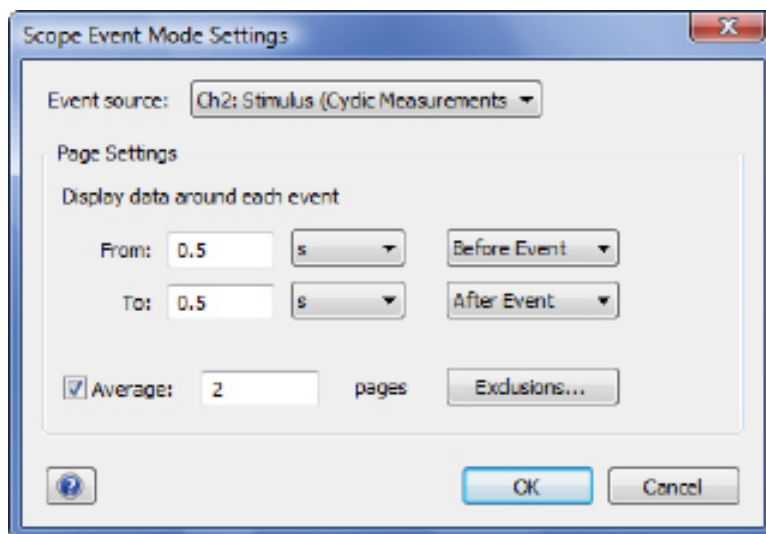 Scope Event Mode Settings
Event source: Ch2: Stimulus (Cyclic Measurements
Page Settings
Display data around each event
From: 0.5 s Before Event
To: 0.5 s After Event
Average: 2 pages Exclusions...
OK Cancel